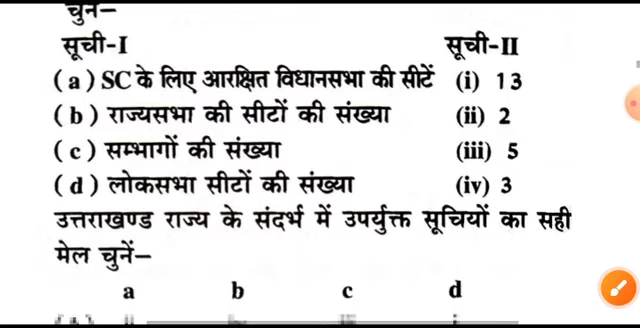 चुनें–
सूची-I सूची-II
(a) SC के लिए आरक्षित विधानसभा की सीटें (i) 13
(b) राज्यसभा की सीटों की संख्या (ii) 2
(c) सम्भागों की संख्या (iii) 5
(d) लोकसभा सीटों की संख्या (iv) 3
उत्तराखण्ड राज्य के संदर्भ में उपर्युक्त सूचियों का सही
मेल चुनें–
a b c d